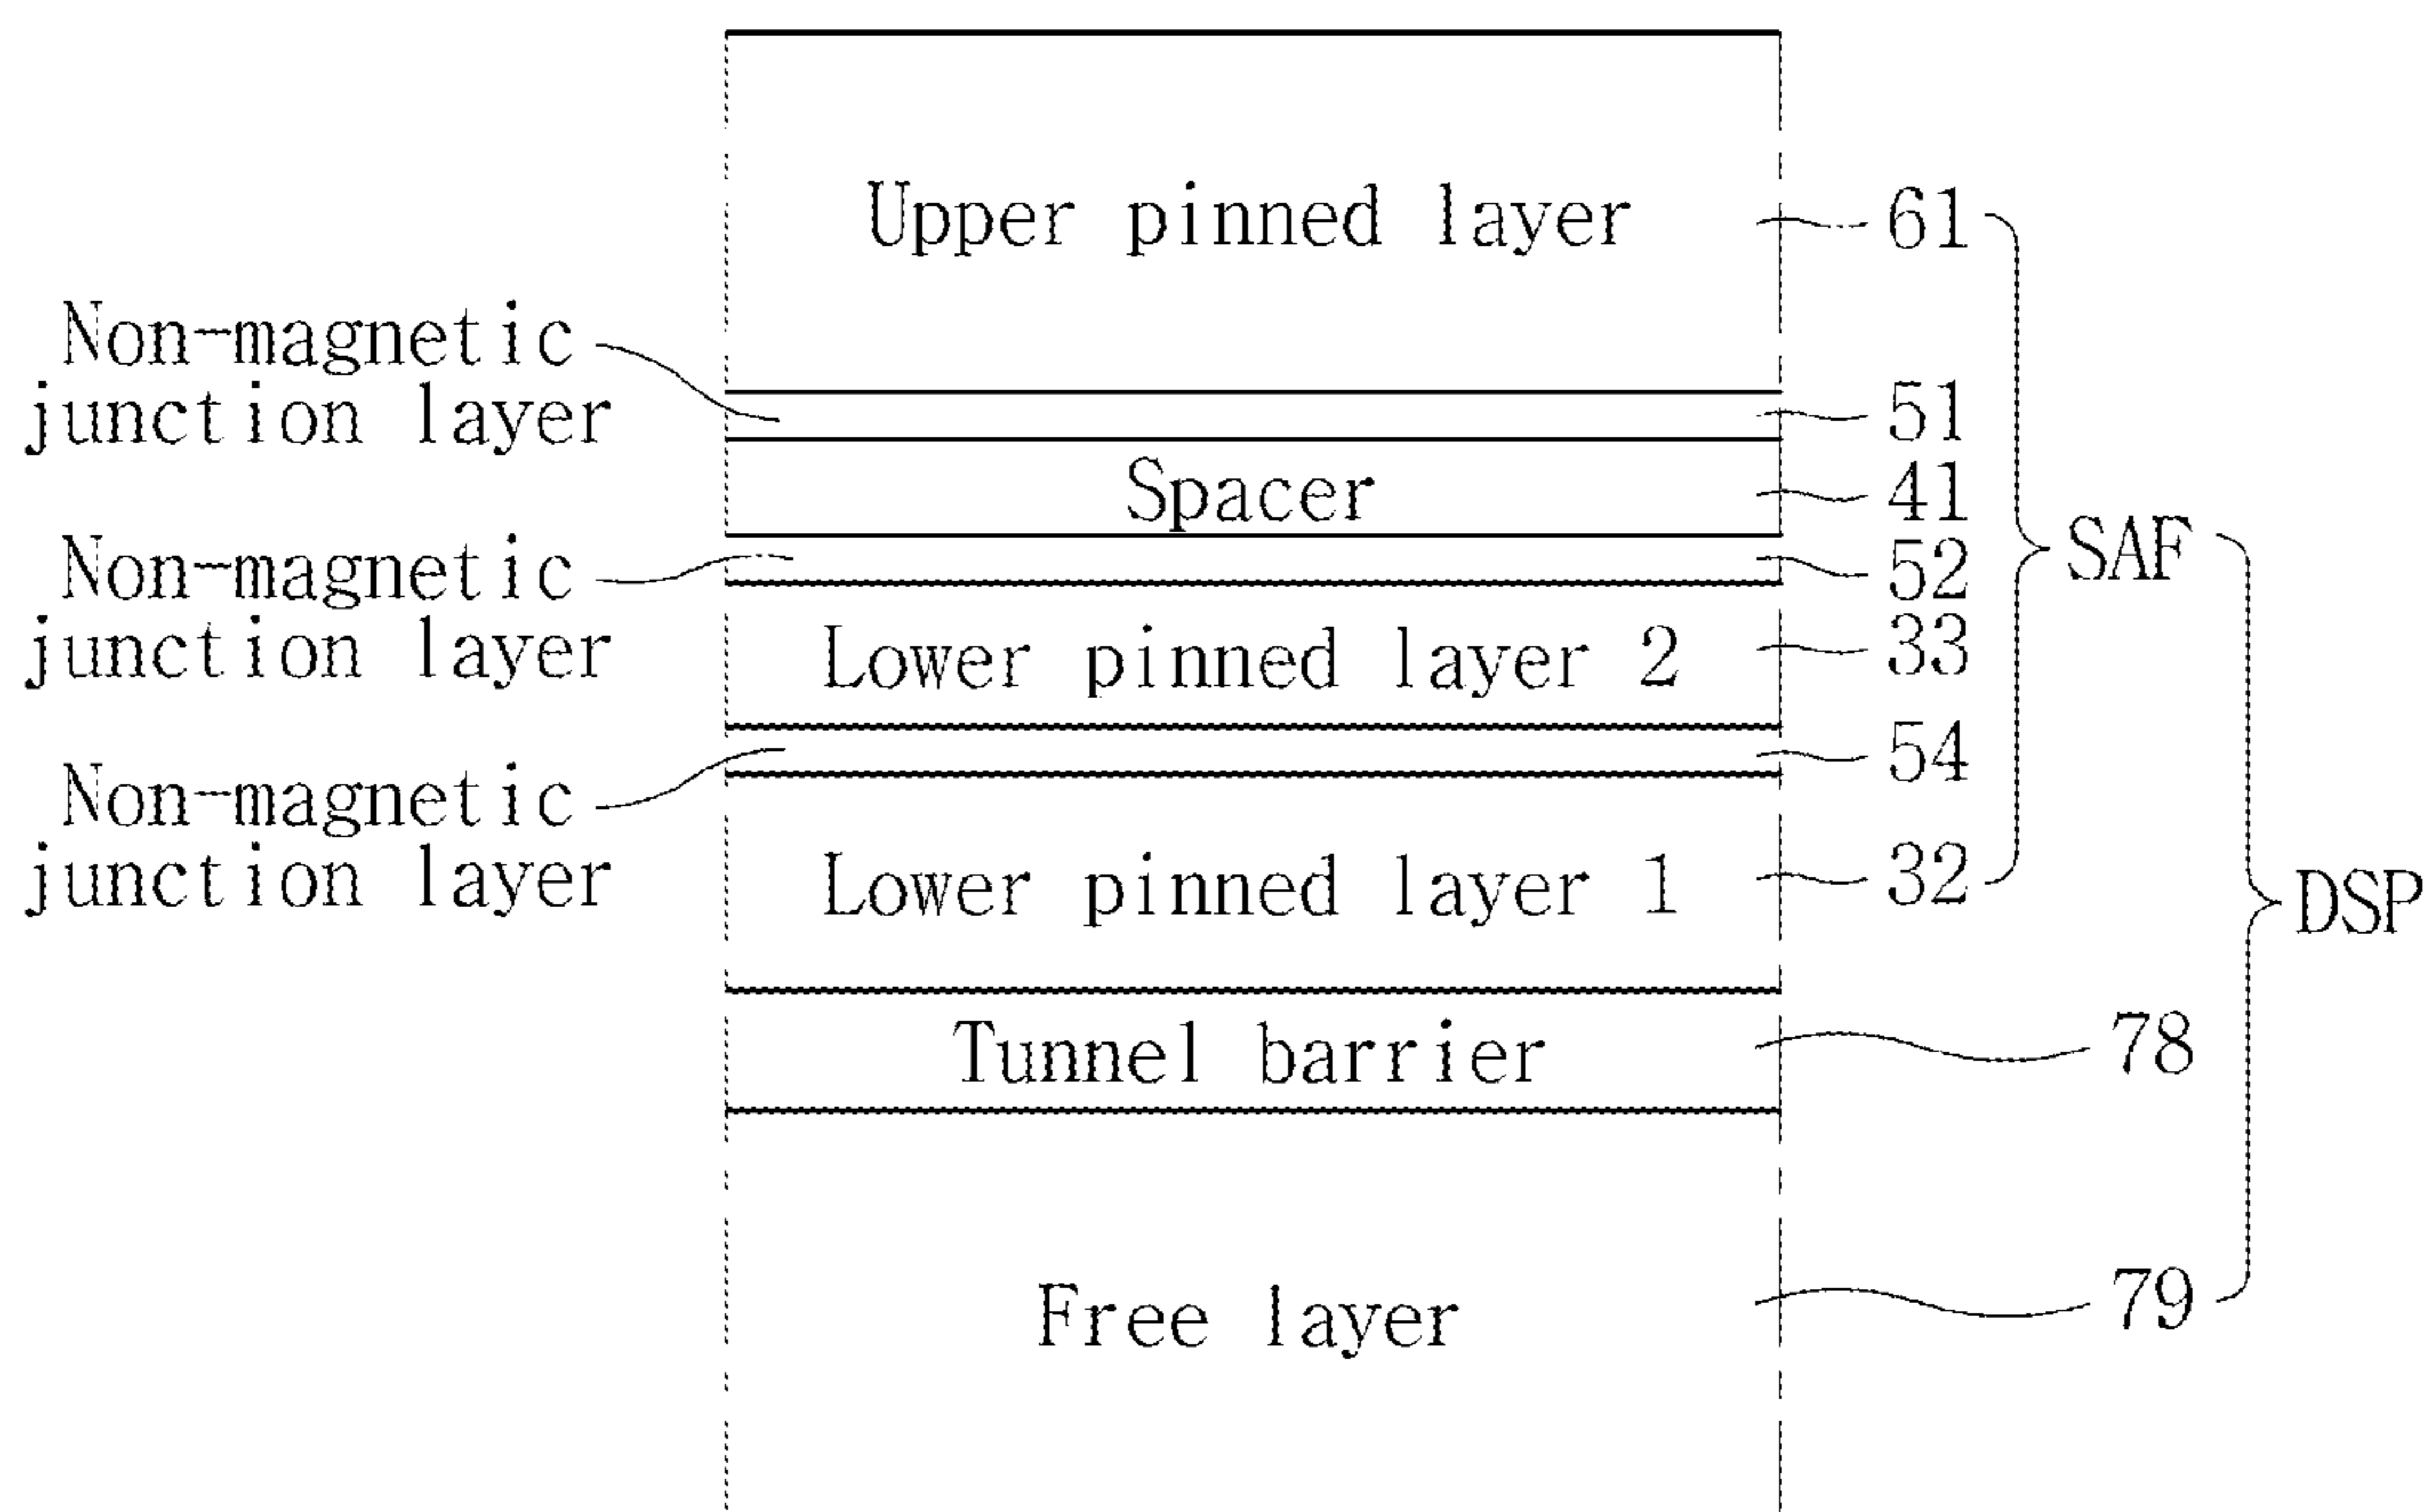 Upper pinned layer
61
Non-magnetic
junction layer
51
Spacer
41
SAF
Non-magnetic
junction layer
52
Lower pinned layer 2
33
54
Non-magnetic
junction layer
Lower pinned layer 1
32
DSP
Tunnel barrier
78
Free layer
79